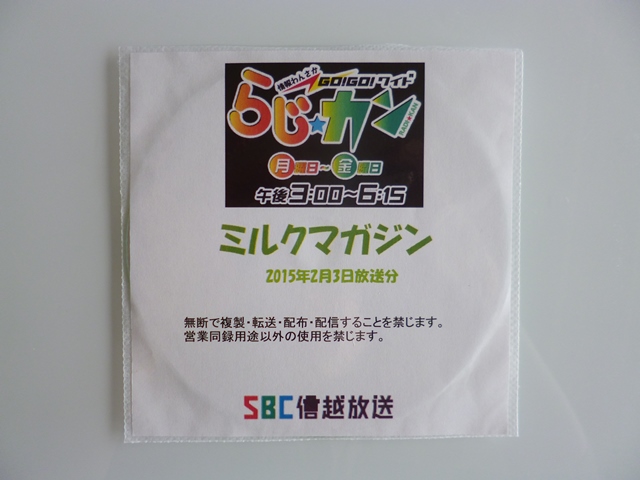 情報わんさか GO!GO!ワイド
らじ★カン
RADI★KAN
月曜日～金曜日
午後3:00～6:15
ミルクマガジン
2015年2月3日放送分
無断で複製・転送・配布・配信することを禁じます。
営業同録用途以外の使用を禁じます。
SBC信越放送